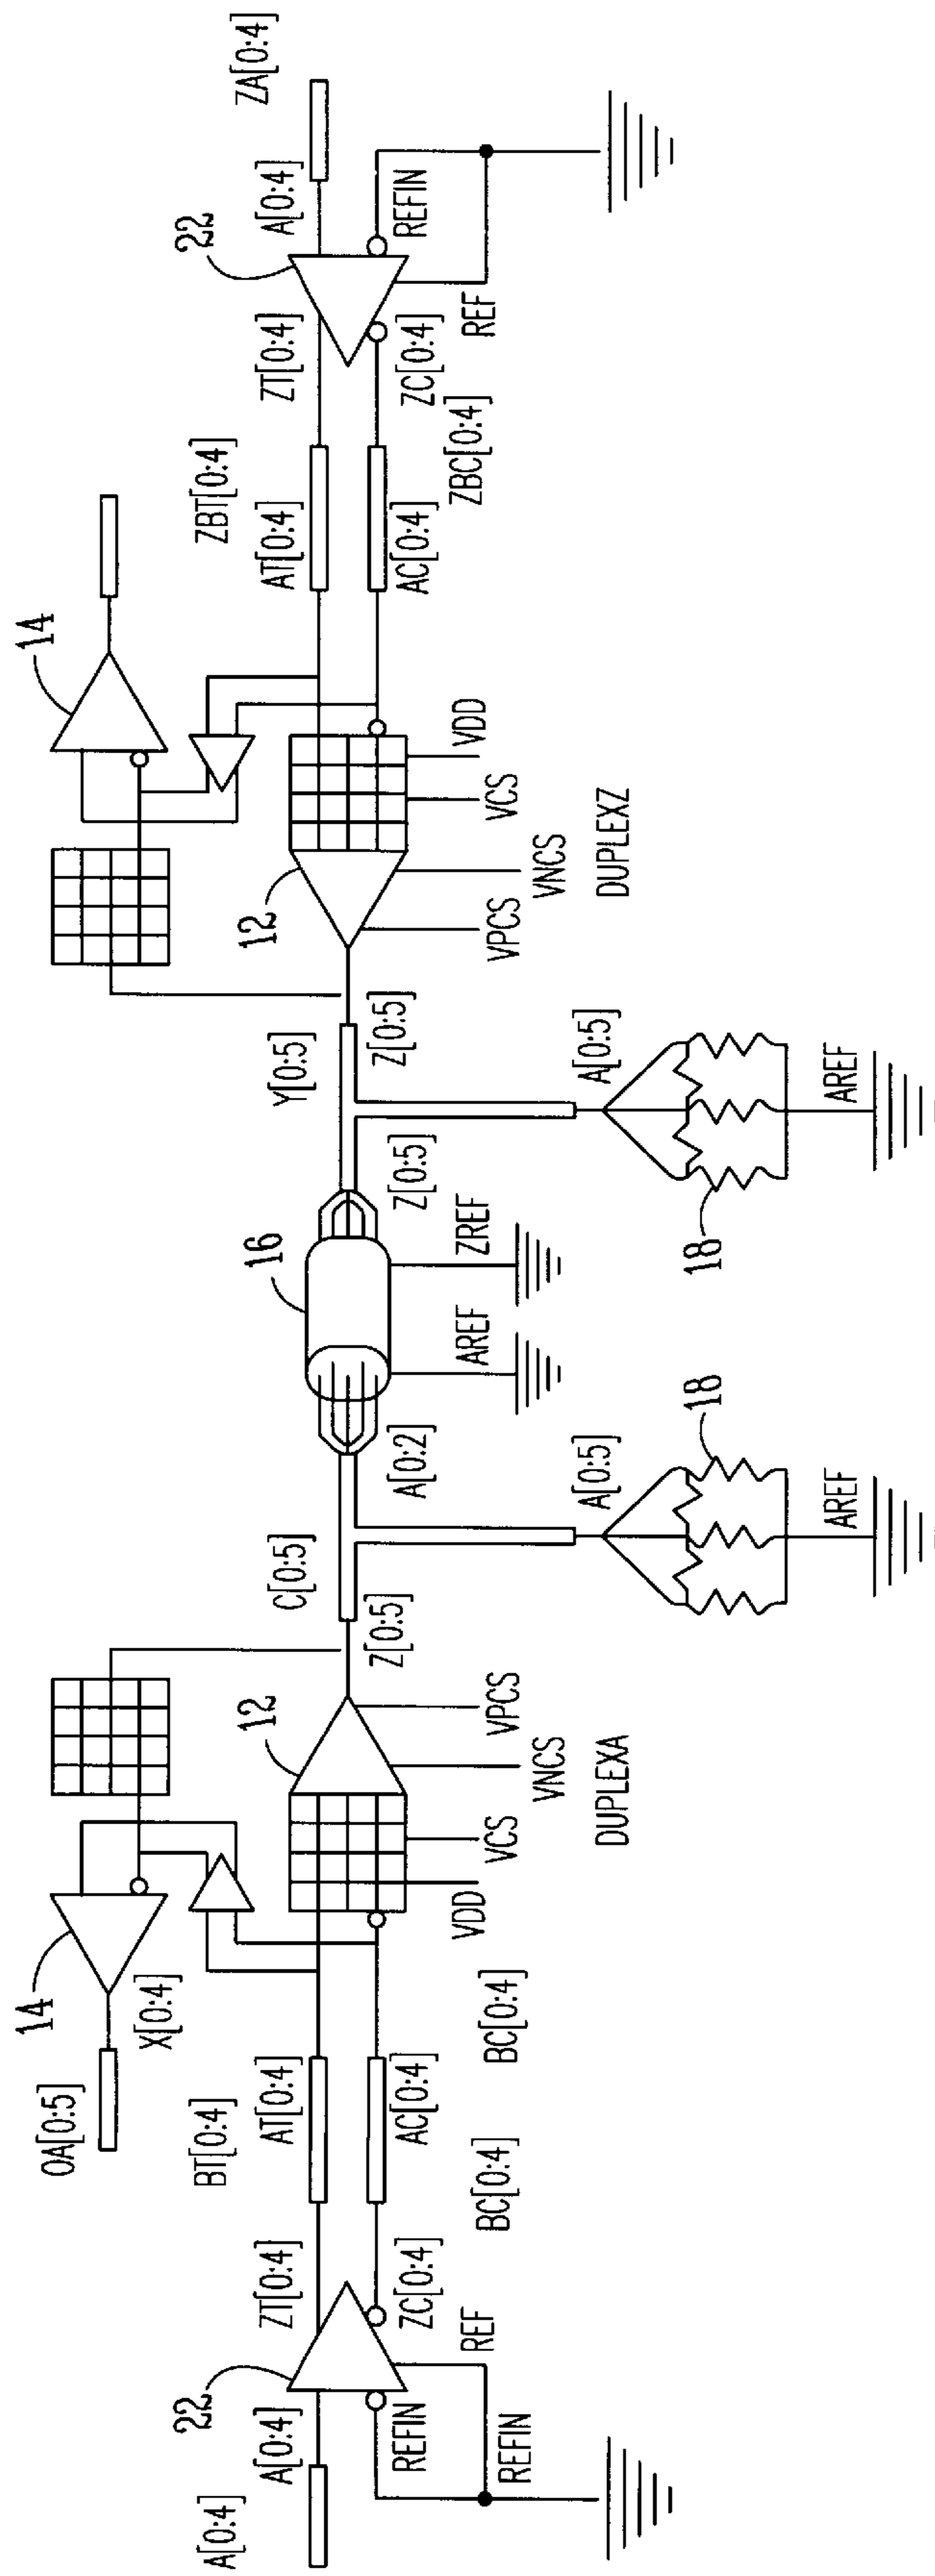 OA[0:5]
14
X[0:4]
A[0:4]
A[0:4]
22
ZT[0:4]
BT[0:4]
AT[0:4]
REFIN
REFIN
REF
ZC[0:4]
BC[0:4]
AC[0:4]
BC[0:4]
12
VDD
VCS
VNCS
VPCS
DUPLEXA
Z[0:5]
C[0:5]
A[0:2]
A[0:5]
18
AREF
16
AREF
ZREF
Z[0:5]
Y[0:5]
Z[0:5]
A[0:5]
18
AREF
12
VPCS
VNCS
VCS
VDD
DUPLEXZ
14
ZBT[0:4]
AT[0:4]
ZT[0:4]
AC[0:4]
ZBC[0:4]
ZC[0:4]
22
REF
REFIN
A[0:4]
ZA[0:4]